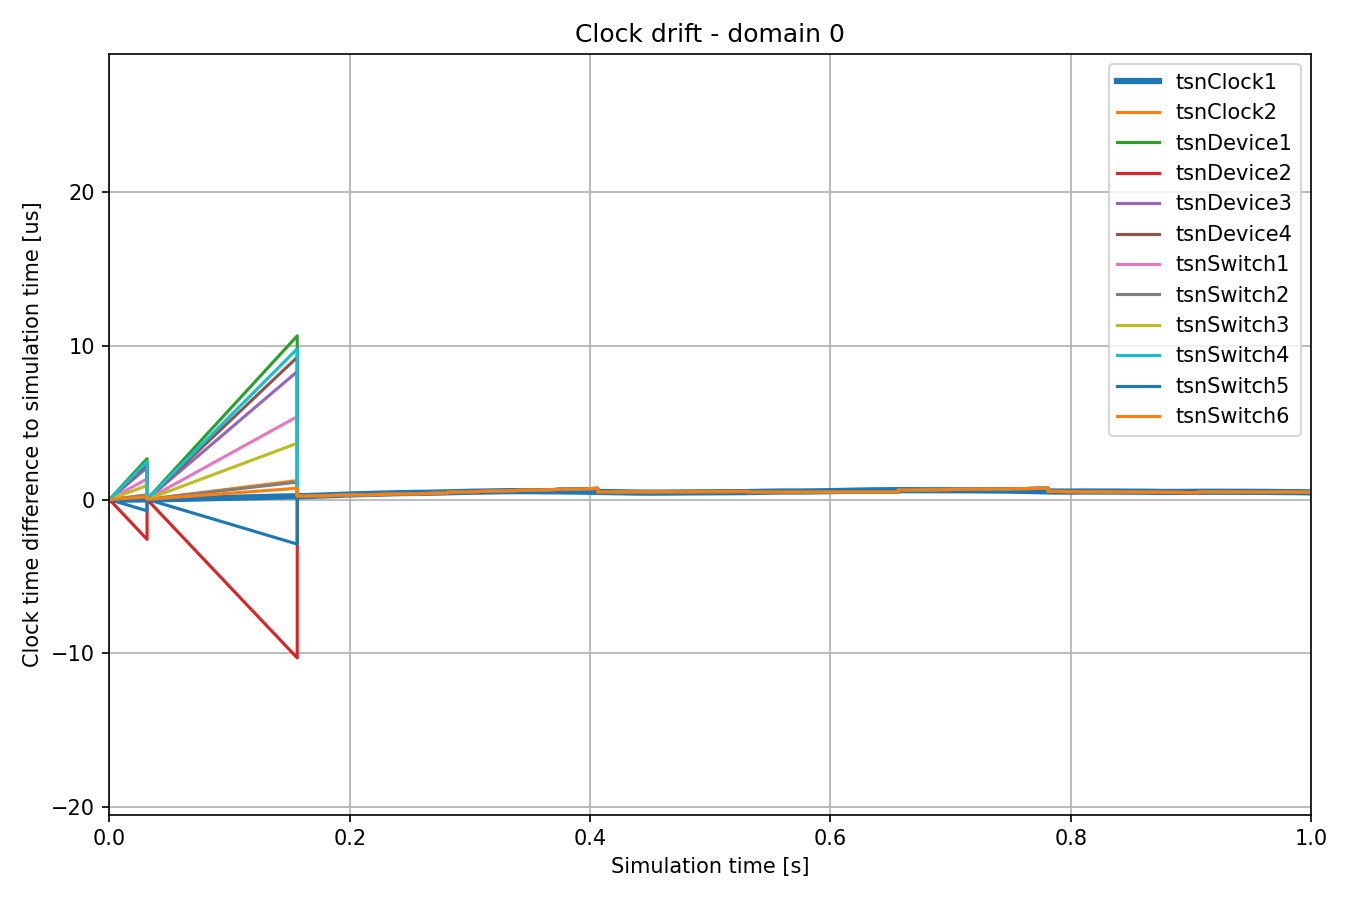 Clock drift - domain 0
Clock time difference to simulation time [us]
20
10
0
−10
−20
0.0 0.2 0.4 0.6 0.8 1.0
Simulation time [s]
tsnClock1
tsnClock2
tsnDevice1
tsnDevice2
tsnDevice3
tsnDevice4
tsnSwitch1
tsnSwitch2
tsnSwitch3
tsnSwitch4
tsnSwitch5
tsnSwitch6